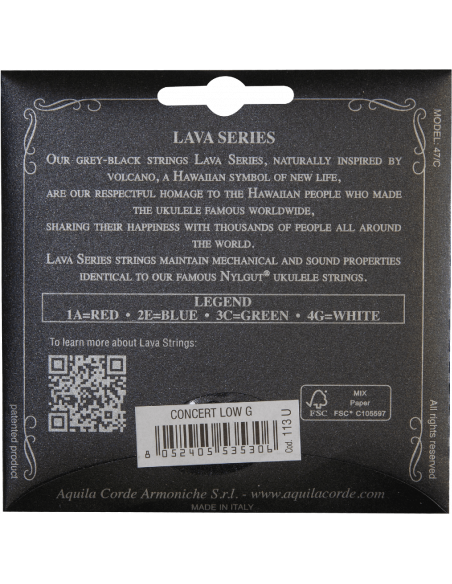 LAVA SERIES
OUR GREY-BLACK STRINGS LAVA SERIES, NATURALLY INSPIRED BY
VOLCANO, A HAWAIIAN SYMBOL OF NEW LIFE,
ARE OUR RESPECTFUL HOMAGE TO THE HAWAIIAN PEOPLE WHO MADE
THE UKULELE FAMOUS WORLDWIDE,
SHARING THEIR HAPPINESS WITH THOUSANDS OF PEOPLE ALL AROUND
THE WORLD.
LAVA SERIES STRINGS MAINTAIN MECHANICAL AND SOUND PROPERTIES
IDENTICAL TO OUR FAMOUS NYLGUT® UKULELE STRINGS.
LEGEND
1A=RED • 2E=BLUE • 3C=GREEN • 4G=WHITE
To learn more about Lava Strings:
MODEL: 47/C
FSC
MIX
Paper
FSC® C105597
CONCERT LOW G
8 052405 535306
Cod. 113 U
patented product
All rights reserved
Aquila Corde Armoniche S.r.l. - www.aquilacorde.com
MADE IN ITALY